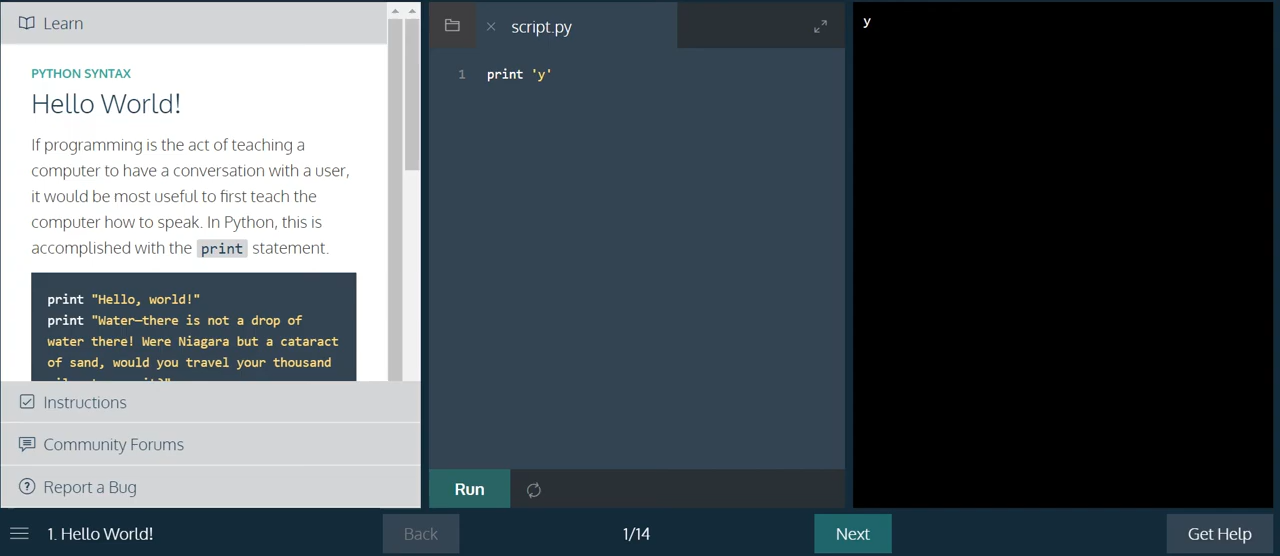 Learn
PYTHON SYNTAX
Hello World!
If programming is the act of teaching a
computer to have a conversation with a user,
it would be most useful to first teach the
computer how to speak. In Python, this is
accomplished with the print statement.
print "Hello, world!"
print "Water—there is not a drop of
water there! Were Niagara but a cataract
of sand, would you travel your thousand
Instructions
Community Forums
Report a Bug
script.py
1 print 'y'
Run
y
1. Hello World!
Back
1/14
Next
Get Help